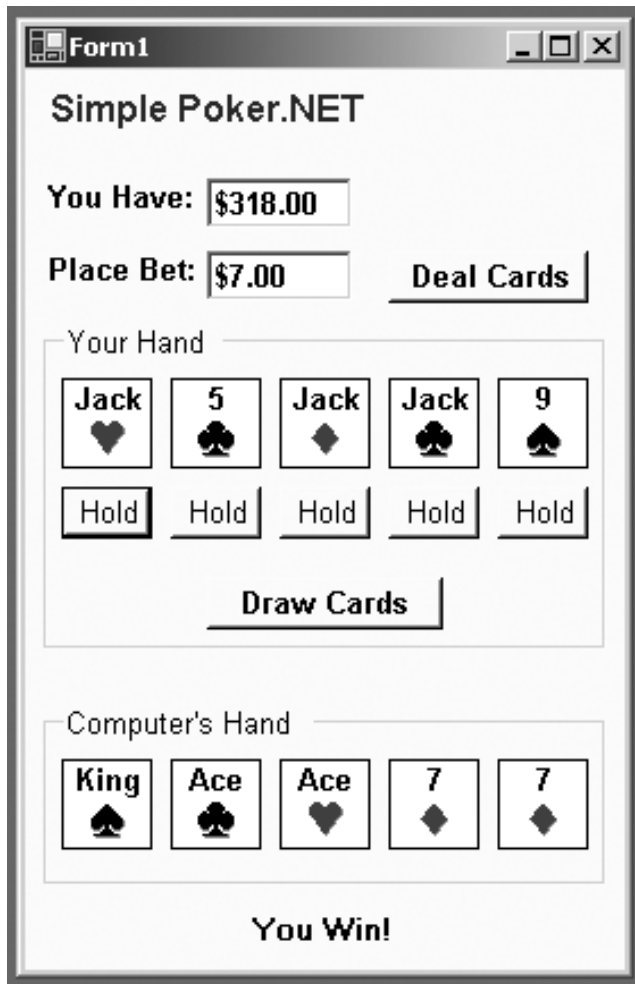 Form1
Simple Poker.NET
You Have: $318.00
Place Bet: $7.00 Deal Cards
Your Hand
Jack 5 Jack Jack 9
Hold Hold Hold Hold Hold
Draw Cards
Computer's Hand
King Ace Ace 7 7
You Win!